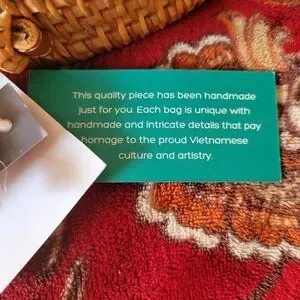 This quality piece has been handmade
just for you. Each bag is unique with
handmade and intricate details that pay
homage to the proud Vietnamese
culture and artistry.